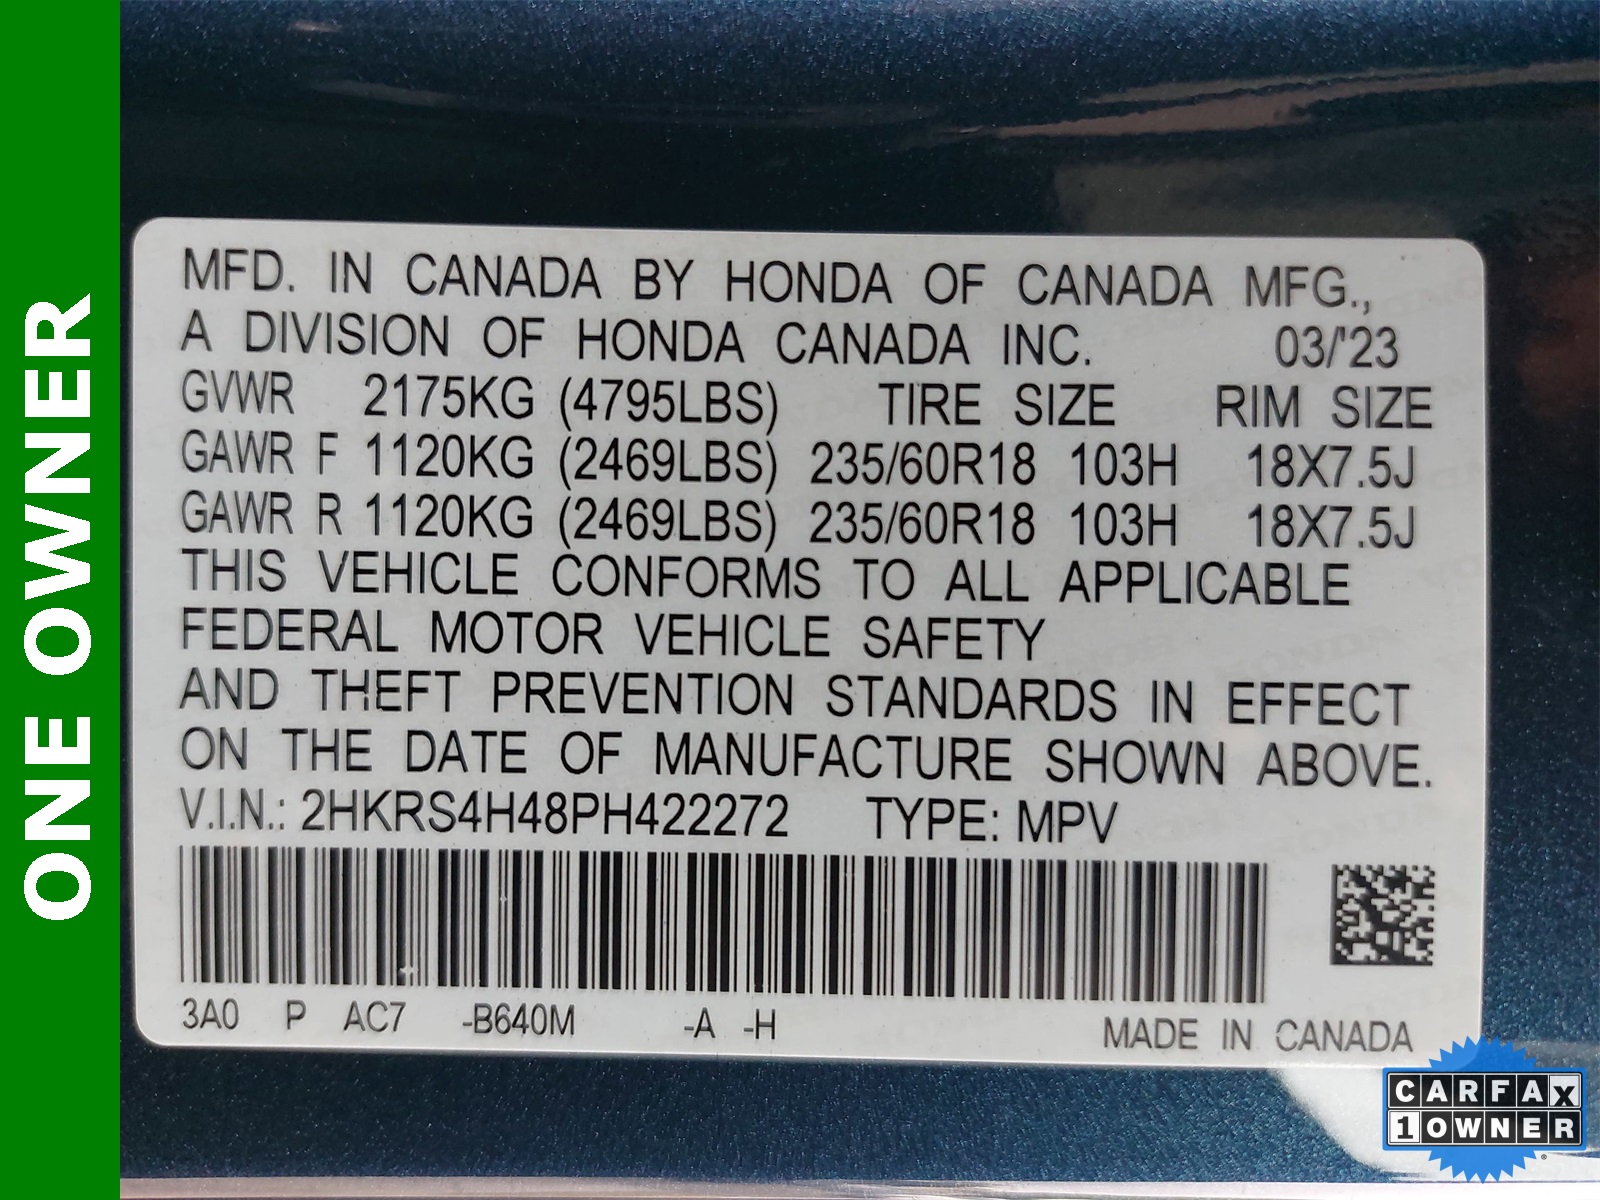 ONE OWNER
MFD. IN CANADA BY HONDA OF CANADA MFG.,
A DIVISION OF HONDA CANADA INC. 03/'23
GVWR 2175KG (4795LBS) TIRE SIZE RIM SIZE
GAWR F 1120KG (2469LBS) 235/60R18 103H 18X7.5J
GAWR R 1120KG (2469LBS) 235/60R18 103H 18X7.5J
THIS VEHICLE CONFORMS TO ALL APPLICABLE
FEDERAL MOTOR VEHICLE SAFETY
AND THEFT PREVENTION STANDARDS IN EFFECT
ON THE DATE OF MANUFACTURE SHOWN ABOVE.
V.I.N.: 2HKRS4H48PH422272 TYPE: MPV
3A0 P AC7 -B640M -A -H MADE IN CANADA
CARFAX
1 OWNER